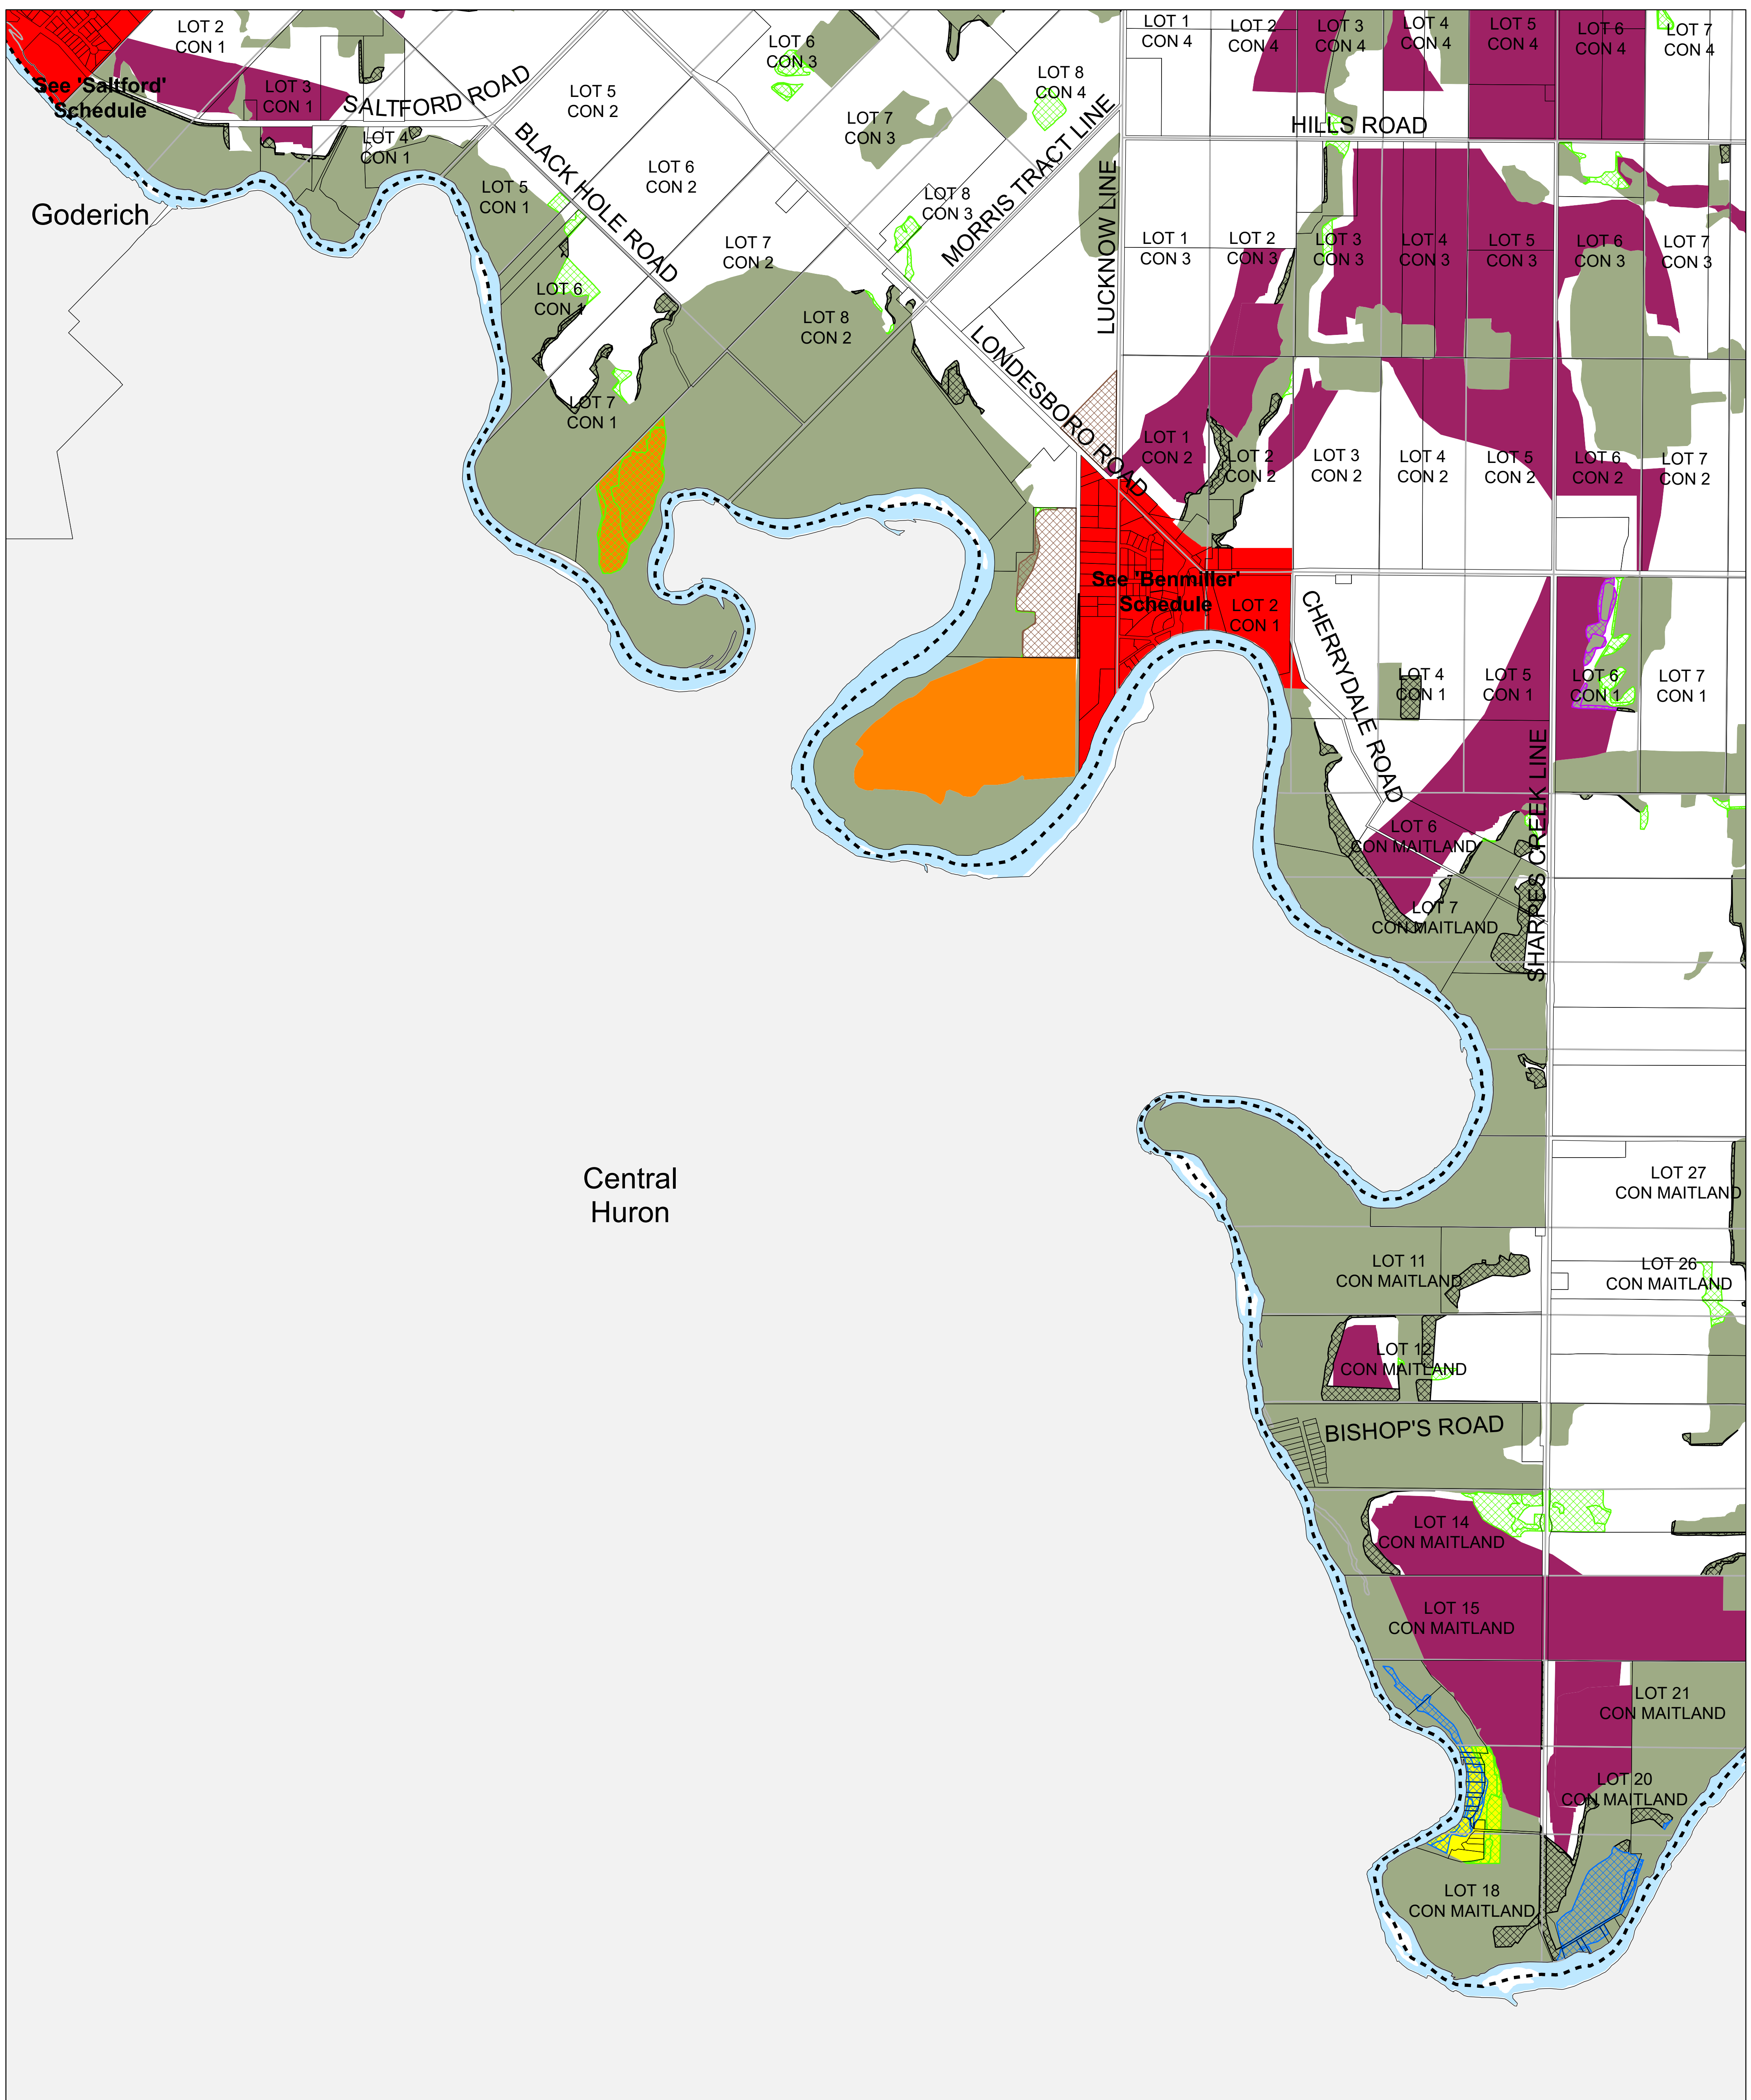 LOT 2
CON 1
See 'Saltford'
Schedule
LOT 3
CON 1
SALTFORD ROAD
LOT 4
CON 1
Goderich
LOT 5
CON 2
LOT 6
CON 3
LOT 7
CON 3
LOT 8
CON 4
BLACK HOLE ROAD
LOT 6
CON 2
LOT 5
CON 1
LOT 8
CON 3
MORRIS TRACT LINE
LUCKNOW LINE
LOT 7
CON 2
LOT 6
CON 1
LOT 8
CON 2
LONDESBORO ROAD
LOT 7
CON 1
LOT 1
CON 4
LOT 2
CON 4
LOT 3
CON 4
LOT 4
CON 4
LOT 5
CON 4
LOT 6
CON 4
LOT 7
CON 4
HILLS ROAD
LOT 1
CON 3
LOT 2
CON 3
LOT 3
CON 3
LOT 4
CON 3
LOT 5
CON 3
LOT 6
CON 3
LOT 7
CON 3
LOT 1
CON 2
LOT 2
CON 2
LOT 3
CON 2
LOT 4
CON 2
LOT 5
CON 2
LOT 6
CON 2
LOT 7
CON 2
See 'Benmiller'
Schedule
LOT 2
CON 1
CHERRYDALE ROAD
LOT 4
CON 1
LOT 5
CON 1
LOT 6
CON 1
LOT 7
CON 1
SHARPES CREEK LINE
LOT 6
CON MAITLAND
LOT 7
CON MAITLAND
Central
Huron
LOT 27
CON MAITLAND
LOT 11
CON MAITLAND
LOT 26
CON MAITLAND
LOT 12
CON MAITLAND
BISHOP'S ROAD
LOT 14
CON MAITLAND
LOT 15
CON MAITLAND
LOT 21
CON MAITLAND
LOT 20
CON MAITLAND
LOT 18
CON MAITLAND